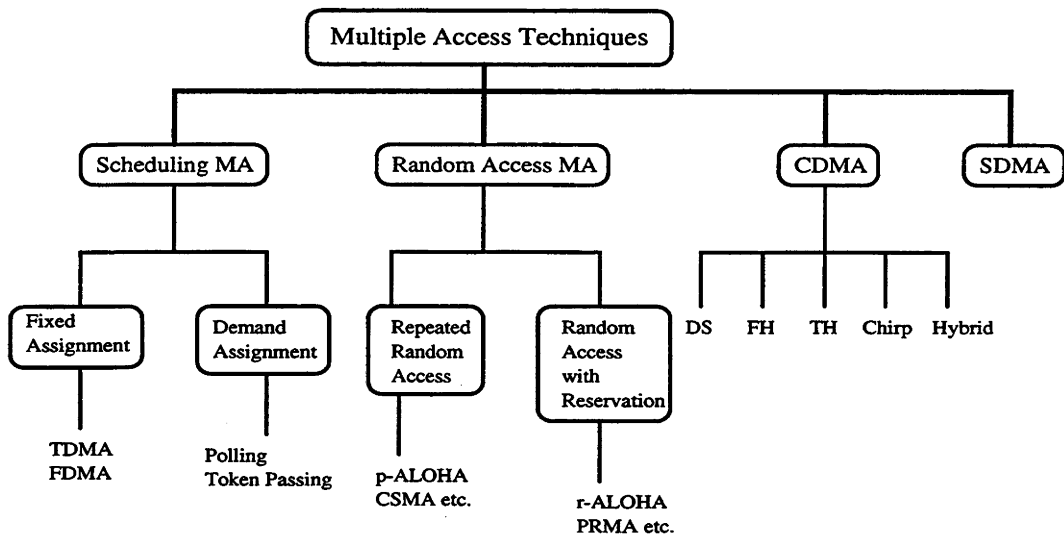 Multiple Access Techniques
Scheduling MA
Random Access MA
CDMA
SDMA
Fixed
Assignment
Demand
Assignment
Repeated
Random
Access
Random
Access
with
Reservation
DS
FH
TH
Chirp
Hybrid
TDMA
FDMA
Polling
Token Passing
p-ALOHA
CSMA etc.
r-ALOHA
PRMA etc.